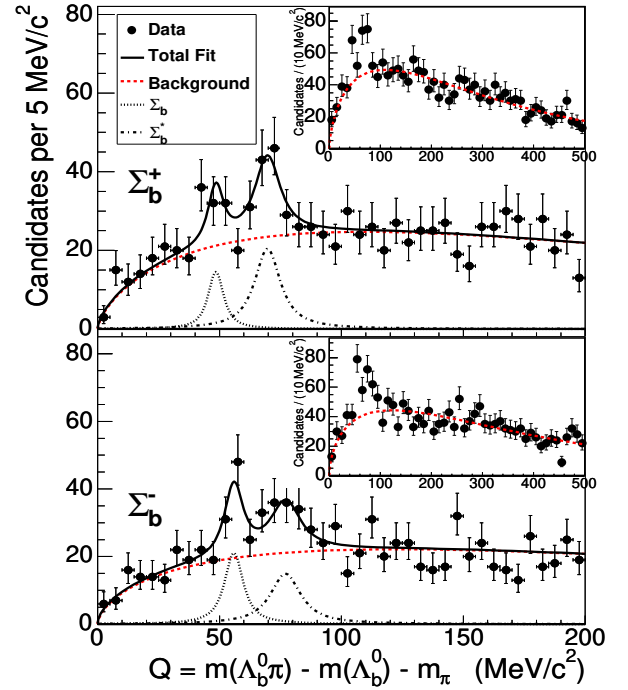 Candidates per 5 MeV/c²
80
60
40
20
0
Data
Total Fit
Background
Σb
Σb*
Σb+
Candidates / (10 MeV/c²)
80
60
40
20
0
0 100 200 300 400 500
80
60
40
20
0
Σb-
Candidates / (10 MeV/c²)
80
60
40
20
0
0 100 200 300 400 500
0 50 100 150 200
Q = m(Λb0π) - m(Λb0) - mπ (MeV/c²)